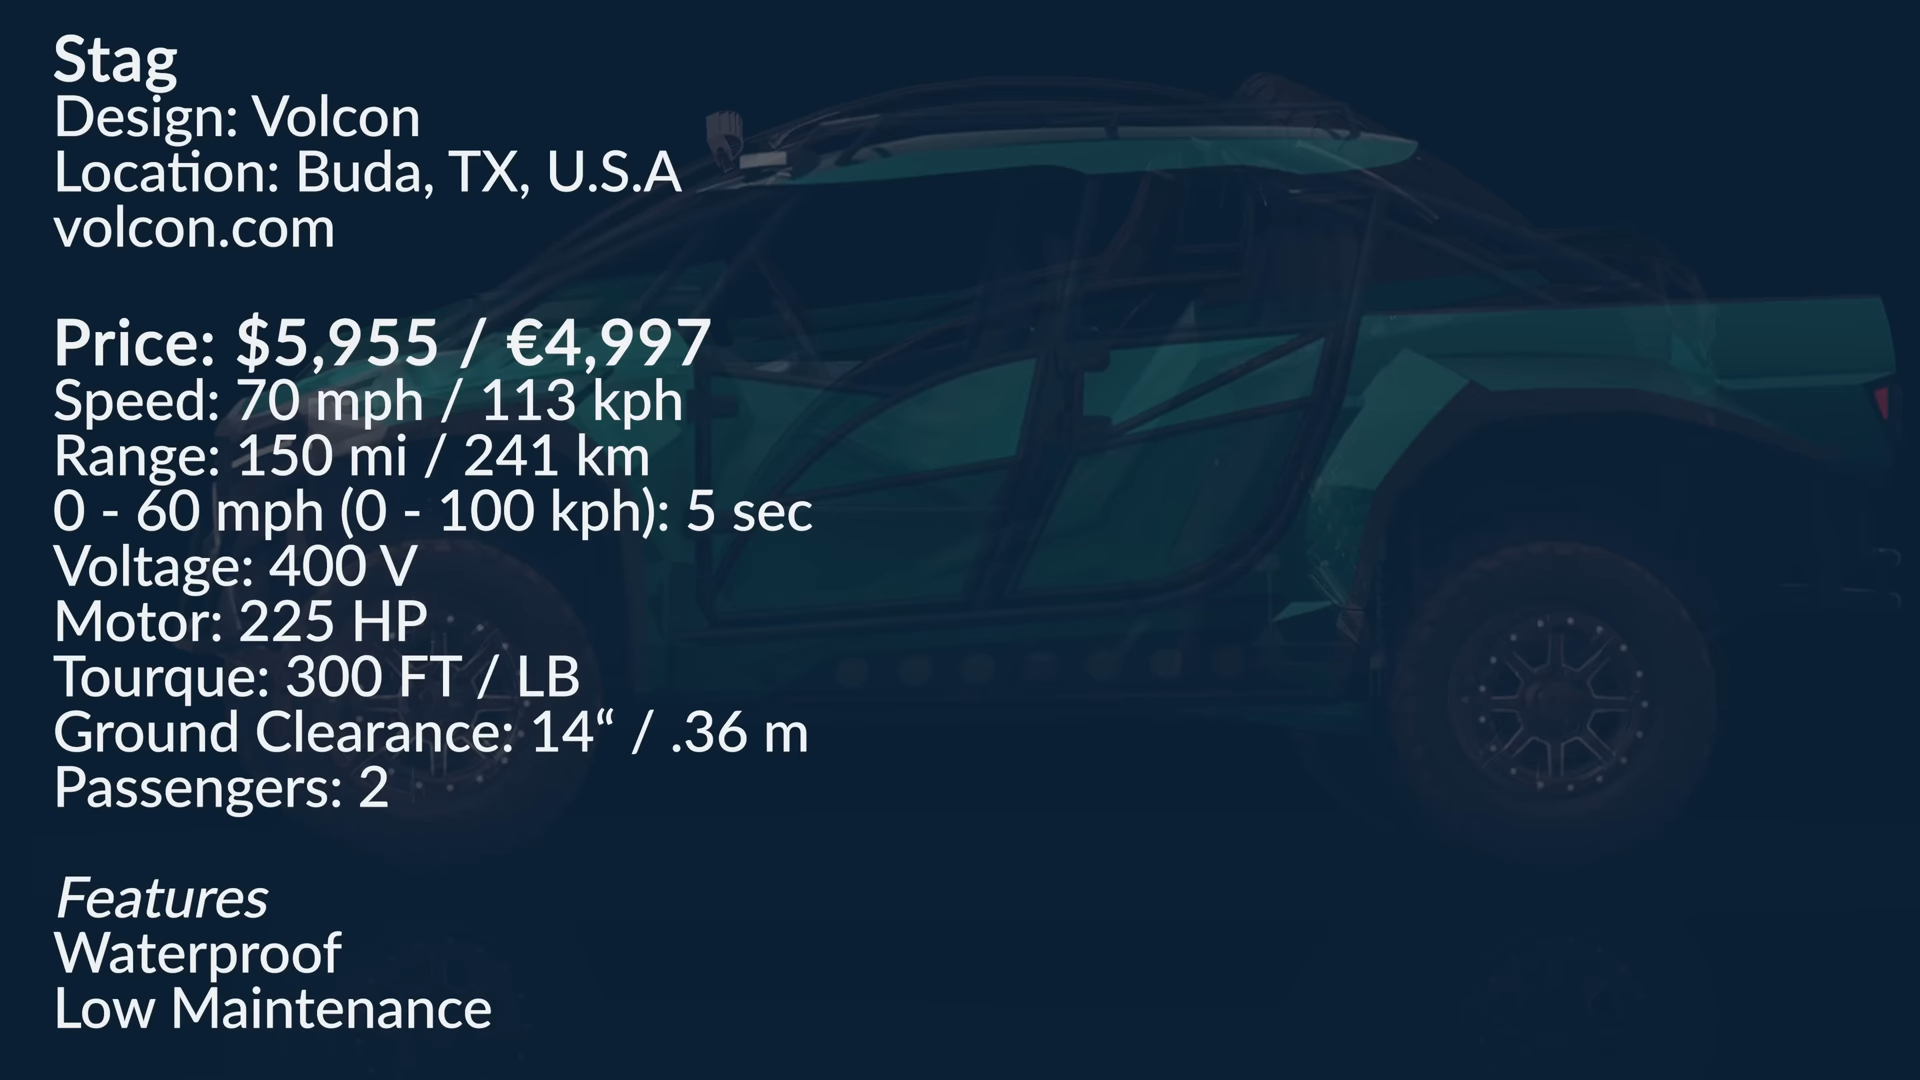 Stag
Design: Volcon
Location: Buda, TX, U.S.A
volcon.com
Price: $5,955 / €4,997
Speed: 70 mph / 113 kph
Range: 150 mi / 241 km
0 - 60 mph (0 - 100 kph): 5 sec
Voltage: 400 V
Motor: 225 HP
Tourque: 300 FT / LB
Ground Clearance: 14“ / .36 m
Passengers: 2
Features
Waterproof
Low Maintenance